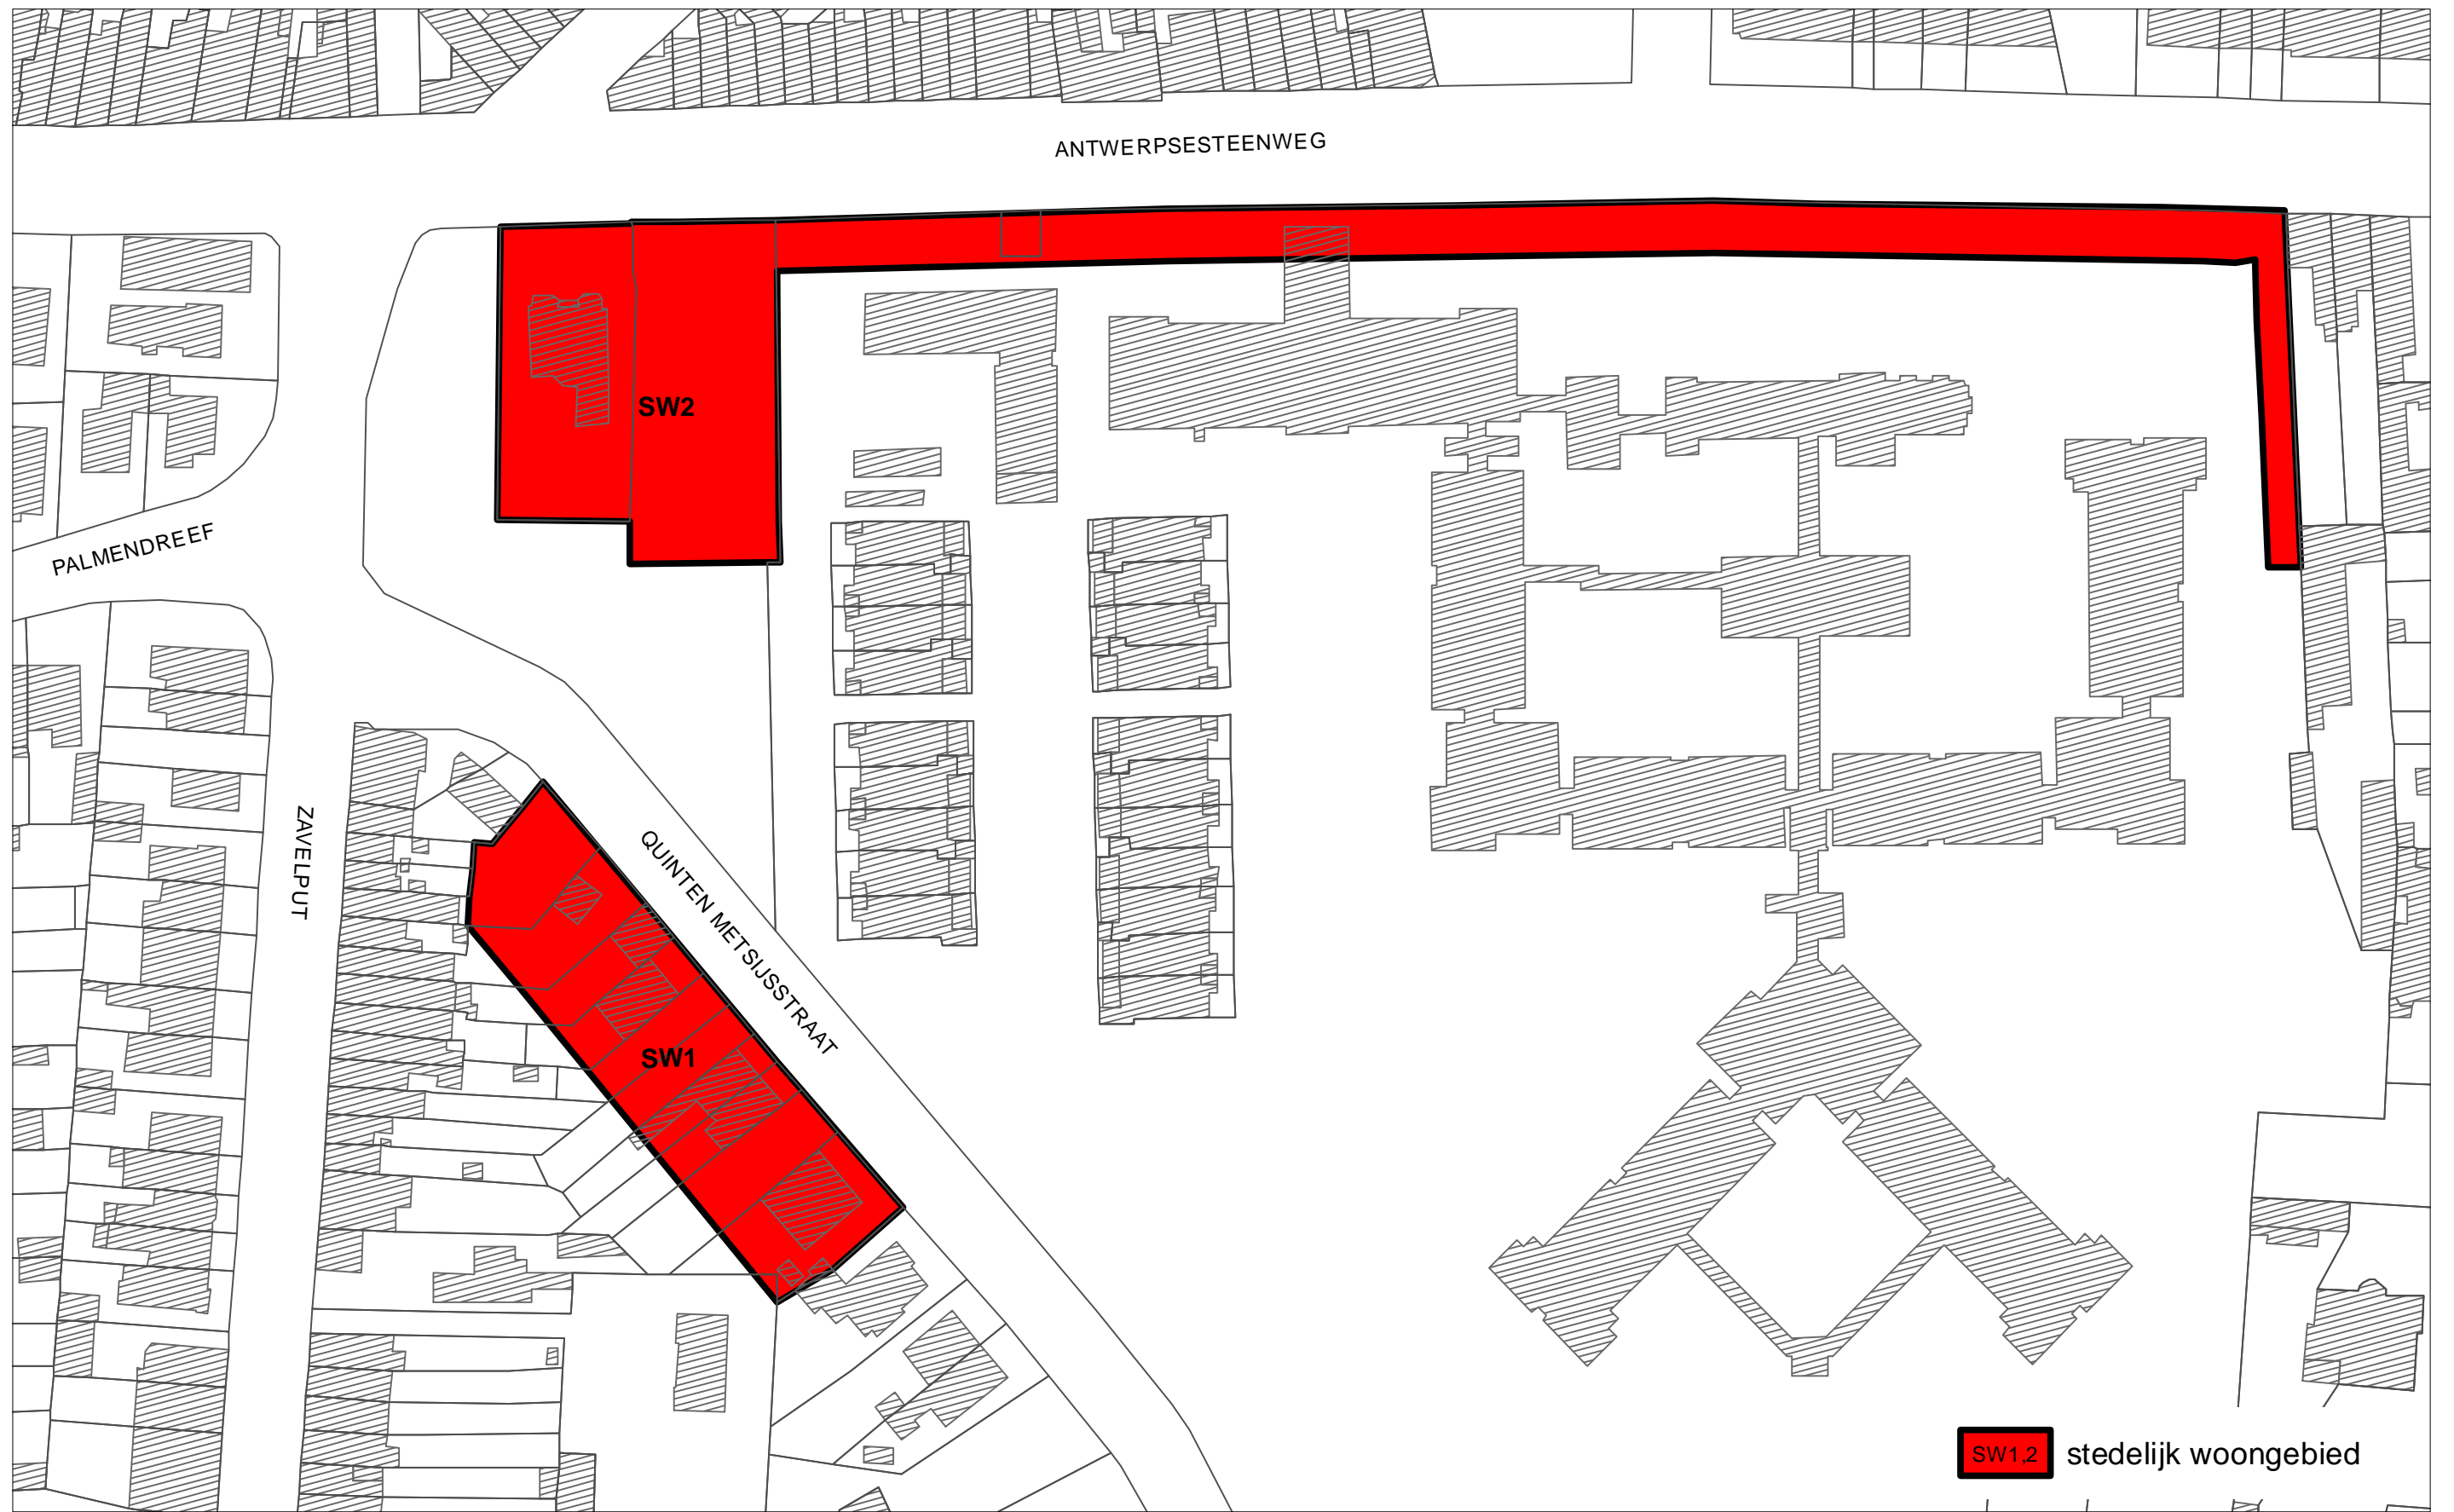 ANTWERPSESTEENWEG
SW2
PALMENDREEF
ZAVELPUT
QUINTEN METSIJSSTRAAT
SW1
SW1,2 stedelijk woongebied